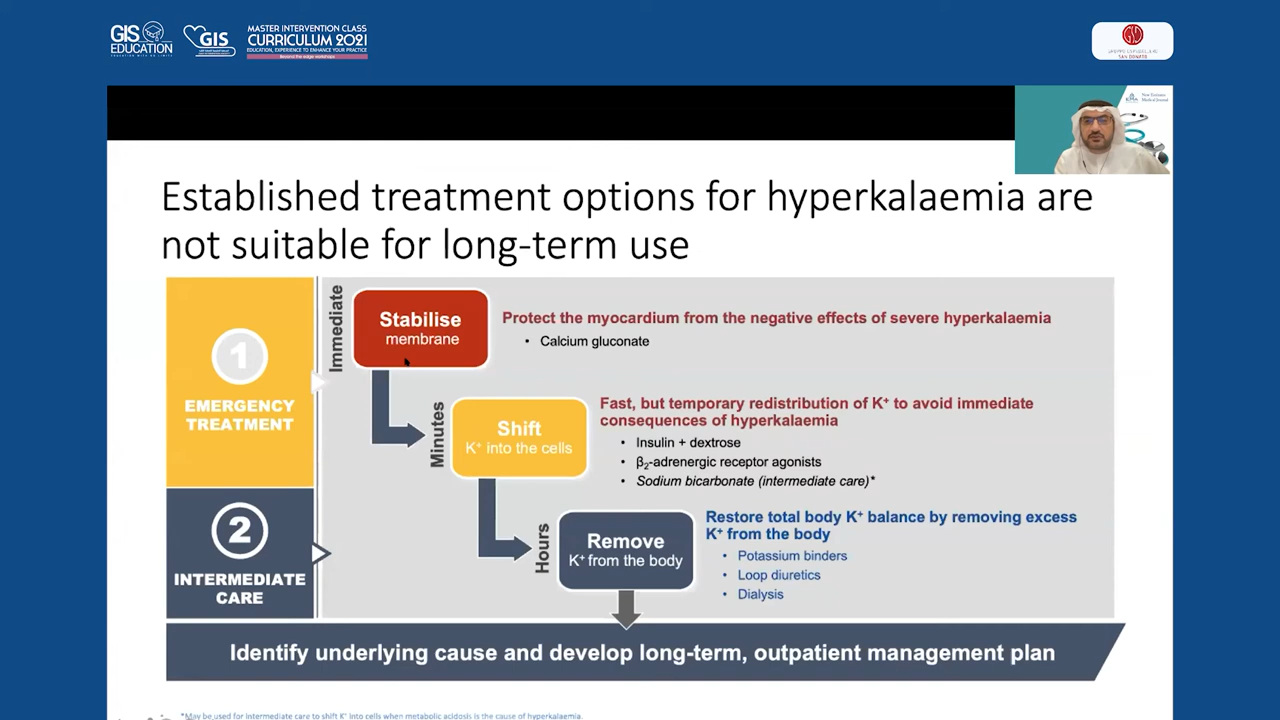 GIS
EDUCATION
GIS
MASTER INTERVENTION CLASS
CURRICULUM 2021
EDUCATION, EXPERIENCE TO ENHANCE YOUR PRACTICE
Beyond the edge workshops
SAN DONATO
Established treatment options for hyperkalaemia are
not suitable for long-term use
1
EMERGENCY
TREATMENT
Immediate
Stabilise
membrane
Protect the myocardium from the negative effects of severe hyperkalaemia
• Calcium gluconate
Minutes
Shift
K⁺ into the cells
Fast, but temporary redistribution of K⁺ to avoid immediate
consequences of hyperkalaemia
• Insulin + dextrose
• β₂-adrenergic receptor agonists
• Sodium bicarbonate (intermediate care)*
2
INTERMEDIATE
CARE
Hours
Remove
K⁺ from the body
Restore total body K⁺ balance by removing excess
K⁺ from the body
• Potassium binders
• Loop diuretics
• Dialysis
Identify underlying cause and develop long-term, outpatient management plan
*May be used for intermediate care to shift K⁺ into cells when metabolic acidosis is the cause of hyperkalaemia.